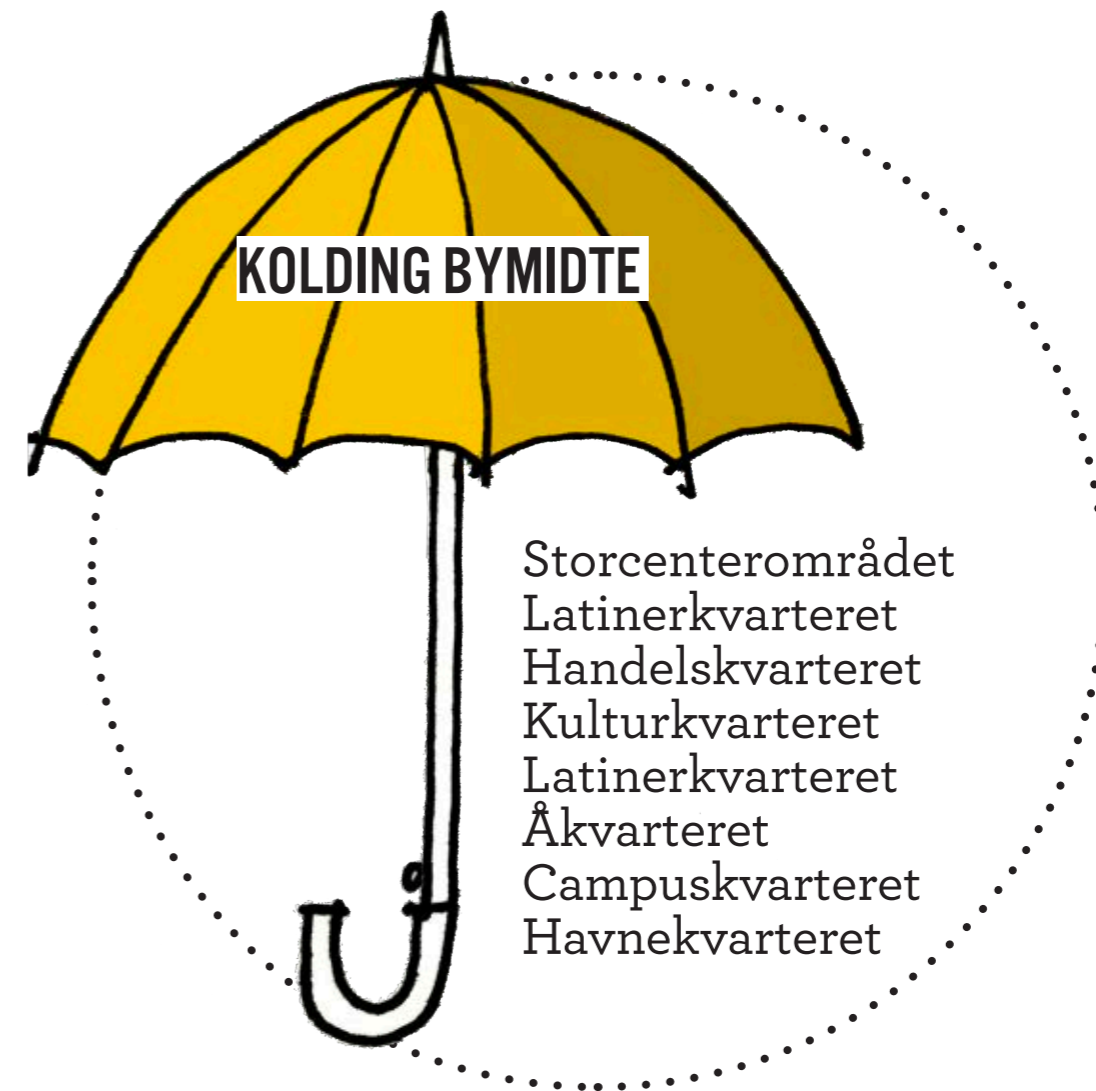 KOLDING BYMIDTE
Storcenterområdet
Latinerkvarteret
Handelskvarteret
Kulturkvarteret
Latinerkvarteret
Åkvarteret
Campuskvarteret
Havnekvarteret